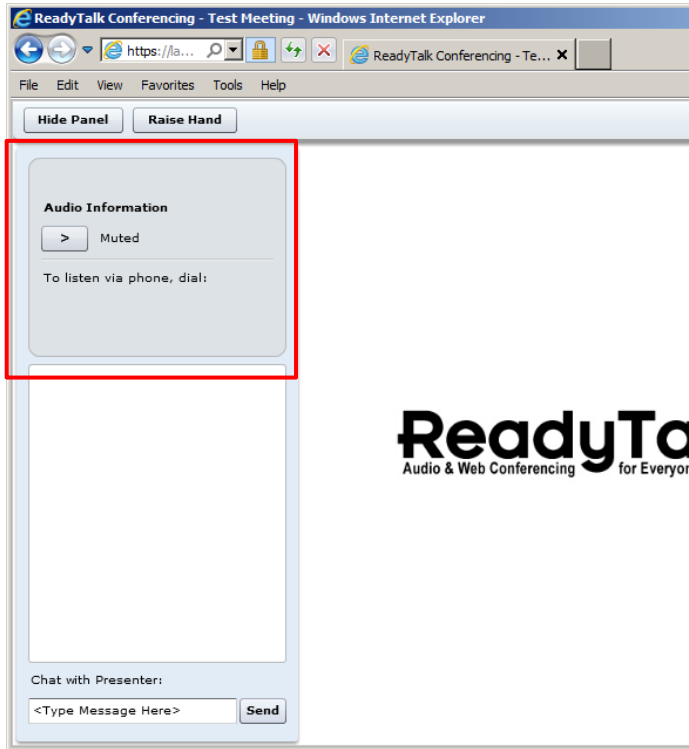 ReadyTalk Conferencing - Test Meeting - Windows Internet Explorer
https://la...
ReadyTalk Conferencing - Te...
File Edit View Favorites Tools Help
Hide Panel Raise Hand
Audio Information
> Muted
To listen via phone, dial:
ReadyTa
Audio & Web Conferencing for Everyon
Chat with Presenter:
<Type Message Here> Send